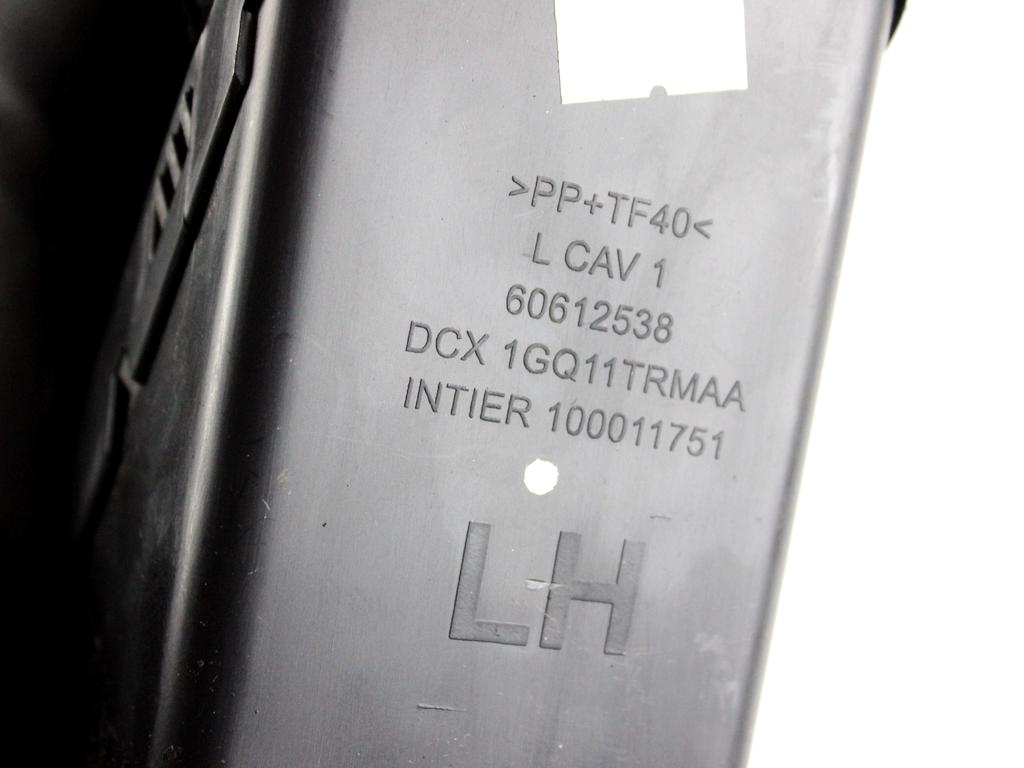 >PP+TF40<
L CAV 1
60612538
DCX 1GQ11TRMAA
INTIER 100011751
LH